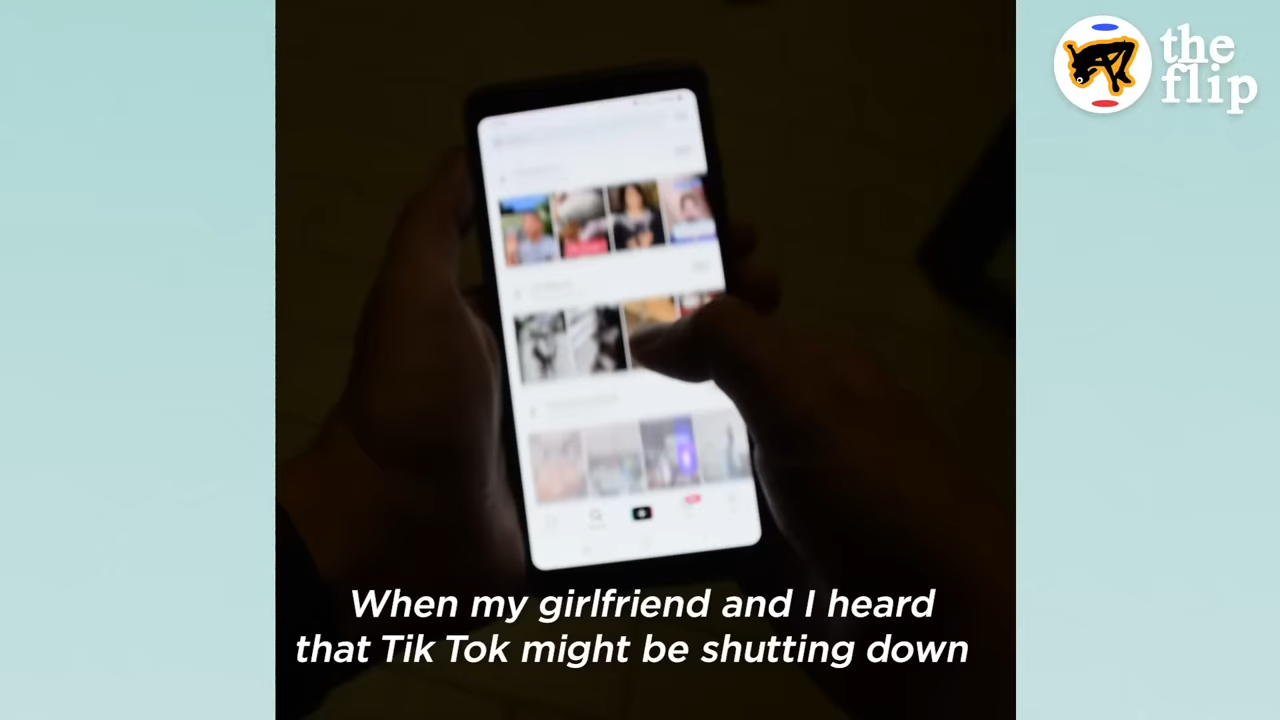 the
flip
When my girlfriend and I heard
that Tik Tok might be shutting down